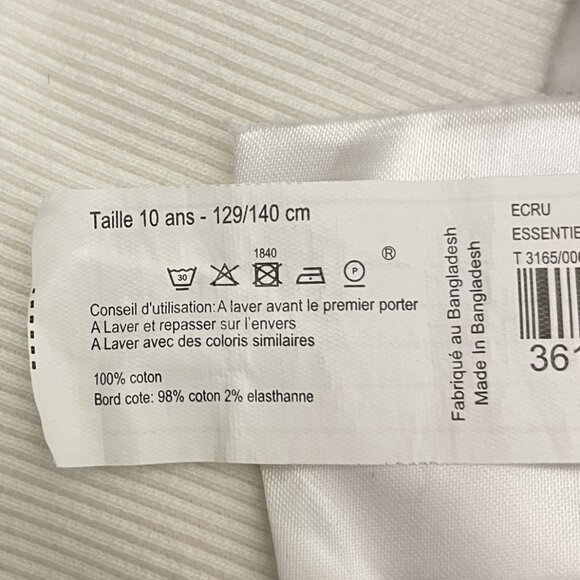 Taille 10 ans - 129/140 cm
1840
®
30
P
Conseil d'utilisation: A laver avant le premier porter
A Laver et repasser sur l'envers
A Laver avec des coloris similaires
100% coton
Bord cote: 98% coton 2% elasthanne
Fabriqué au Bangladesh
Made In Bangladesh
ECRU
ESSENTIE
T 3165/00
361